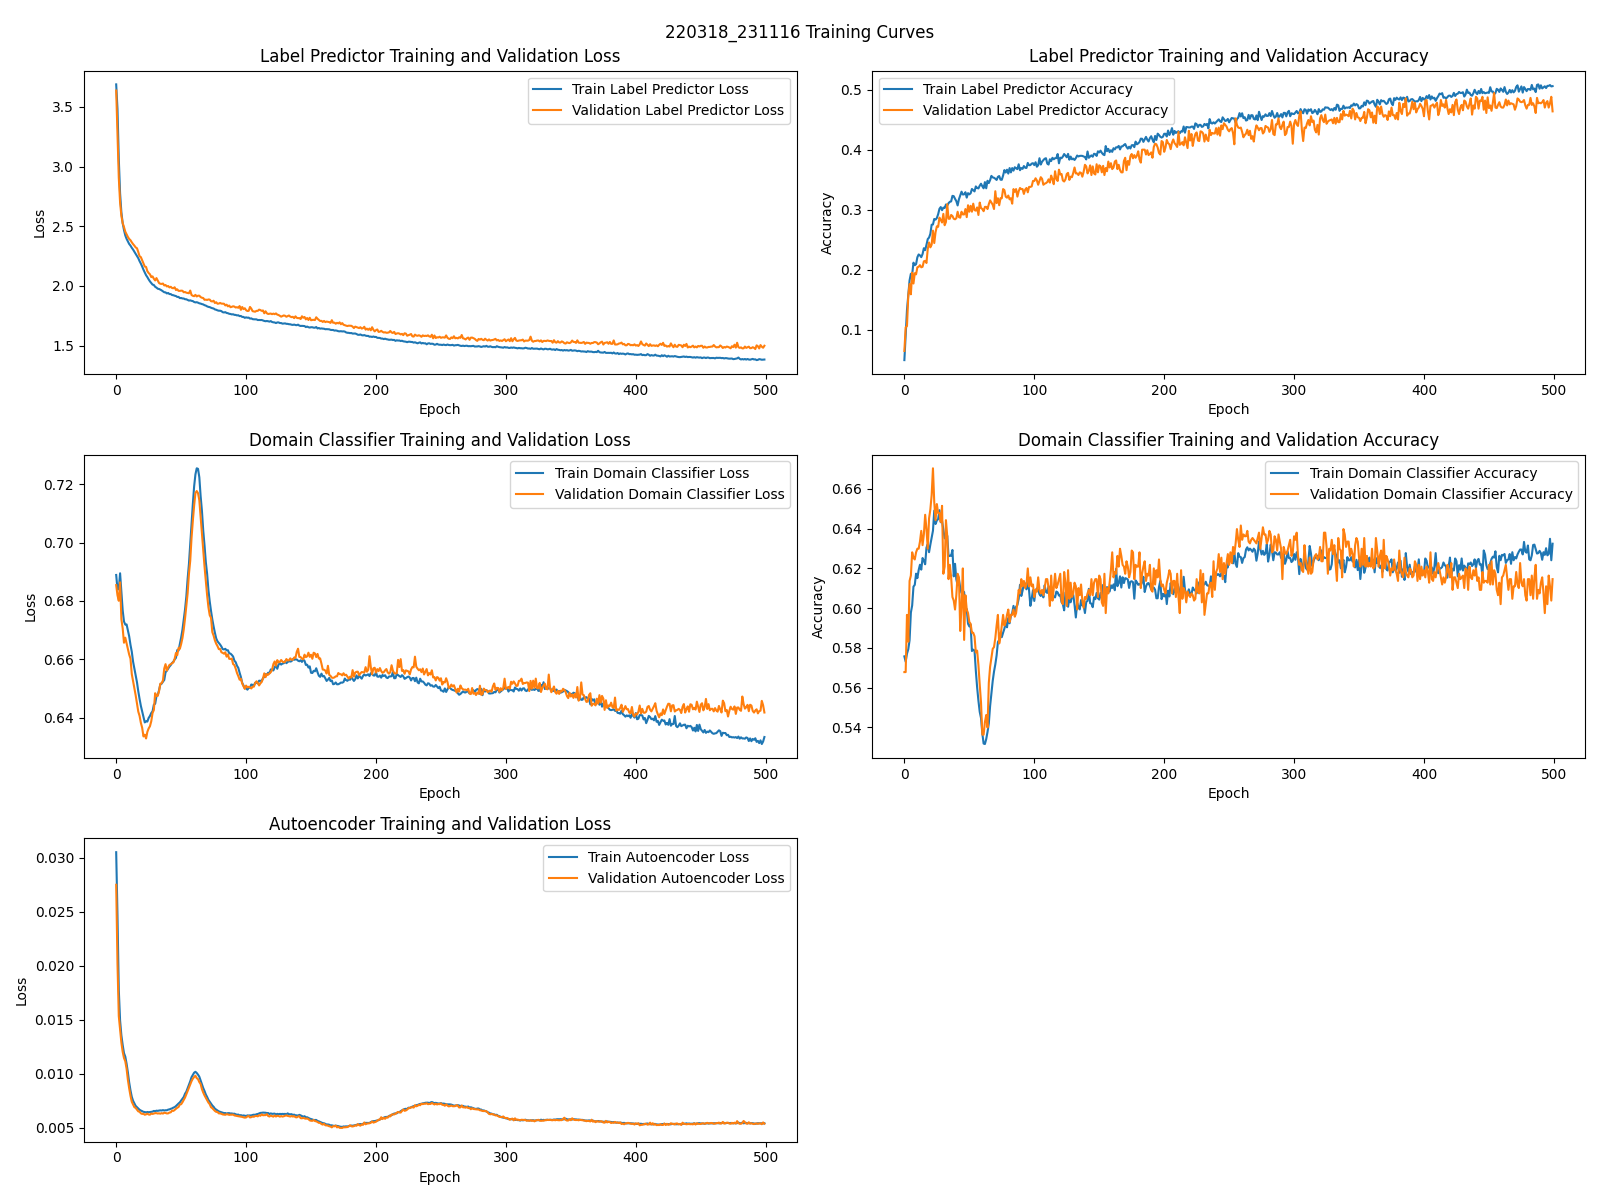 220318_231116 Training Curves
Label Predictor Training and Validation Loss
Train Label Predictor Loss
Validation Label Predictor Loss
3.5
3.0
2.5
2.0
1.5
Loss
0 100 200 300 400 500
Epoch
Label Predictor Training and Validation Accuracy
Train Label Predictor Accuracy
Validation Label Predictor Accuracy
0.5
0.4
0.3
0.2
0.1
Accuracy
0 100 200 300 400 500
Epoch
Domain Classifier Training and Validation Loss
Train Domain Classifier Loss
Validation Domain Classifier Loss
0.72
0.70
0.68
0.66
0.64
Loss
0 100 200 300 400 500
Epoch
Domain Classifier Training and Validation Accuracy
Train Domain Classifier Accuracy
Validation Domain Classifier Accuracy
0.66
0.64
0.62
0.60
0.58
0.56
0.54
Accuracy
0 100 200 300 400 500
Epoch
Autoencoder Training and Validation Loss
Train Autoencoder Loss
Validation Autoencoder Loss
0.030
0.025
0.020
0.015
0.010
0.005
Loss
0 100 200 300 400 500
Epoch